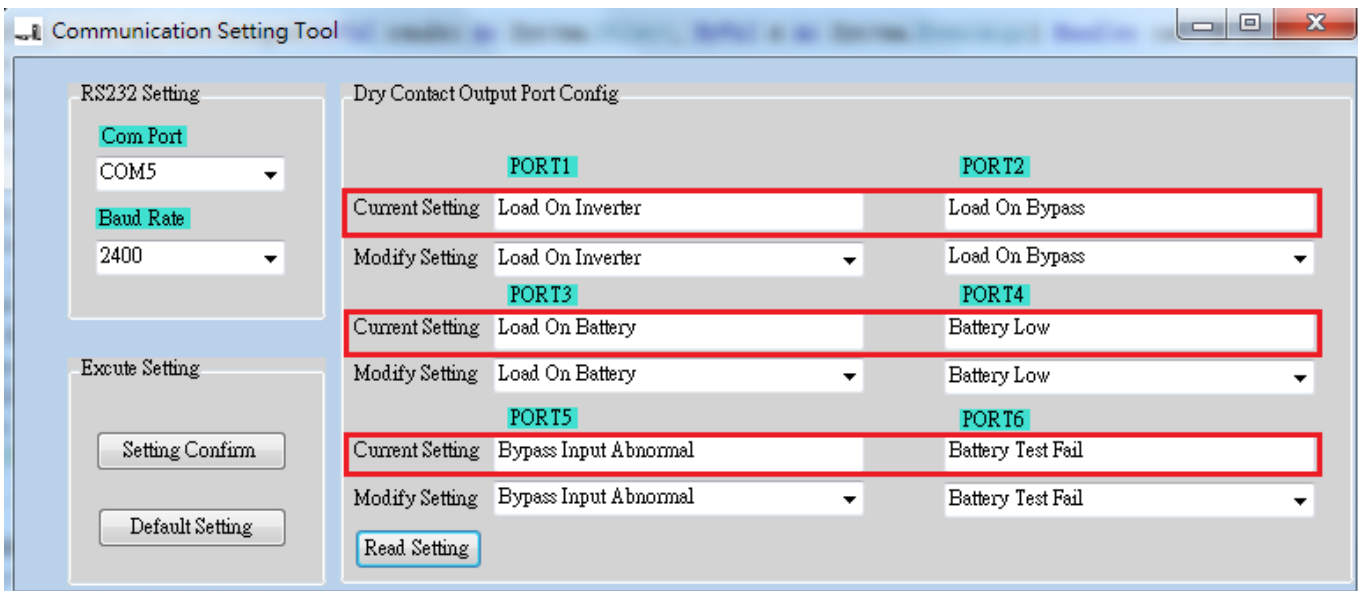 Communication Setting Tool
RS232 Setting
Com Port
COM5
Baud Rate
2400
Excute Setting
Setting Confirm
Default Setting
Dry Contact Output Port Config
PORT1 PORT2
Current Setting Load On Inverter Load On Bypass
Modify Setting Load On Inverter Load On Bypass
PORT3 PORT4
Current Setting Load On Battery Battery Low
Modify Setting Load On Battery Battery Low
PORT5 PORT6
Current Setting Bypass Input Abnormal Battery Test Fail
Modify Setting Bypass Input Abnormal Battery Test Fail
Read Setting